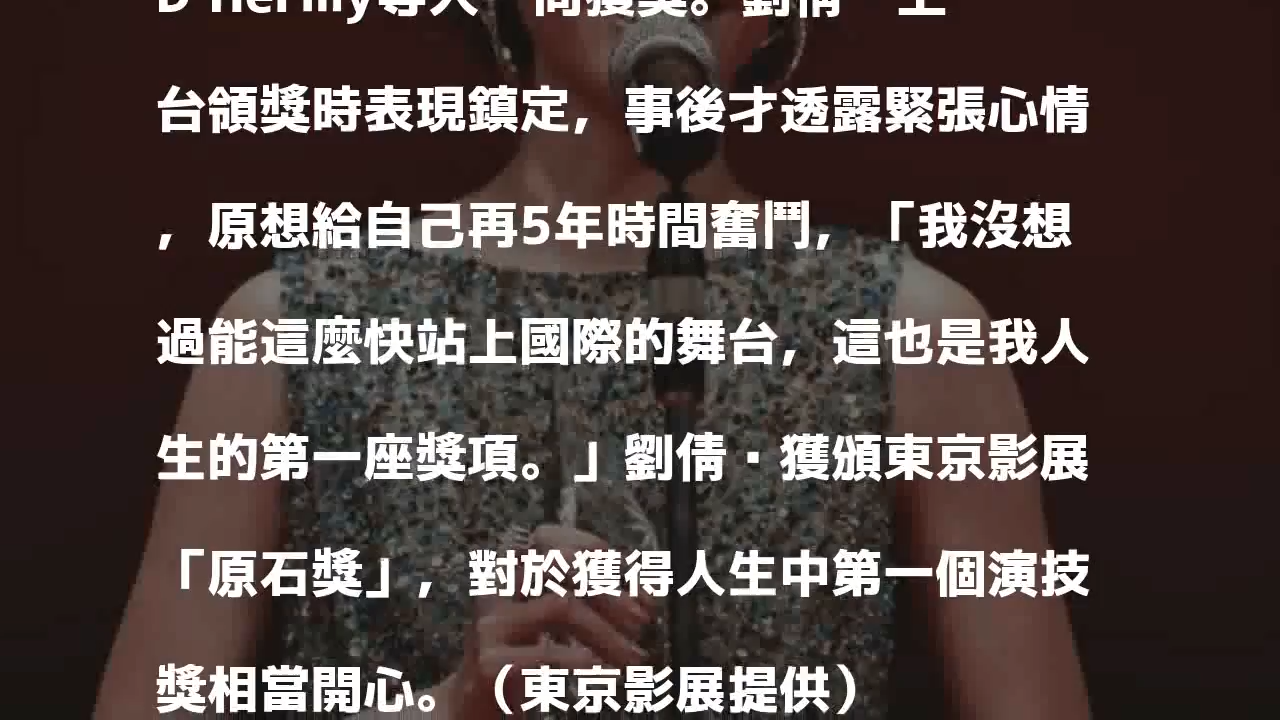 台領獎時表現鎮定，事後才透露緊張心情
，原想給自己再5年時間奮鬥，「我沒想
過能這麼快站上國際的舞台，這也是我人
生的第一座獎項。」劉倩·獲頒東京影展
「原石獎」，對於獲得人生中第一個演技
獎相當開心。（東京影展提供）